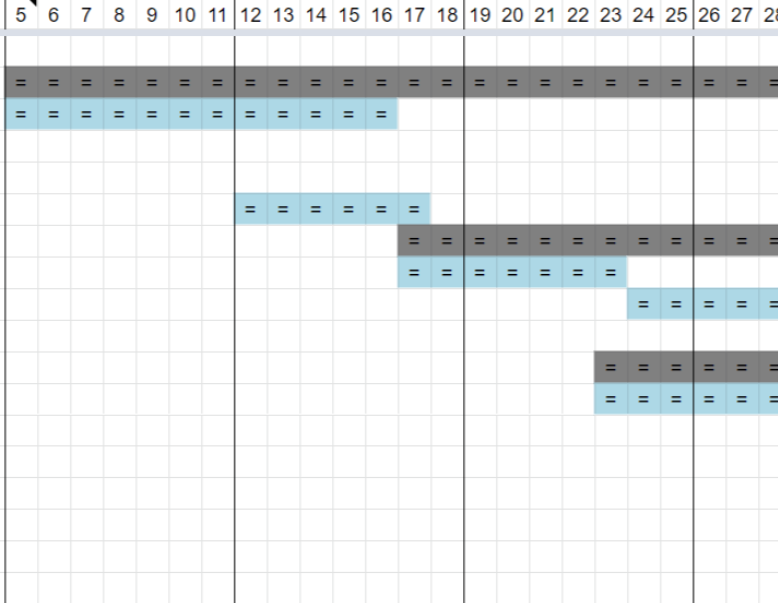 5 6 7 8 9 10 11 12 13 14 15 16 17 18 19 20 21 22 23 24 25 26 27 28
= = = = = = = = = = = = = = = = = = = = = = = =
= = = = = = = = = = = =
= = = = = =
= = = = = = = = = = = =
= = = = = = =
= = = = =
= = = = = =
= = = = = =